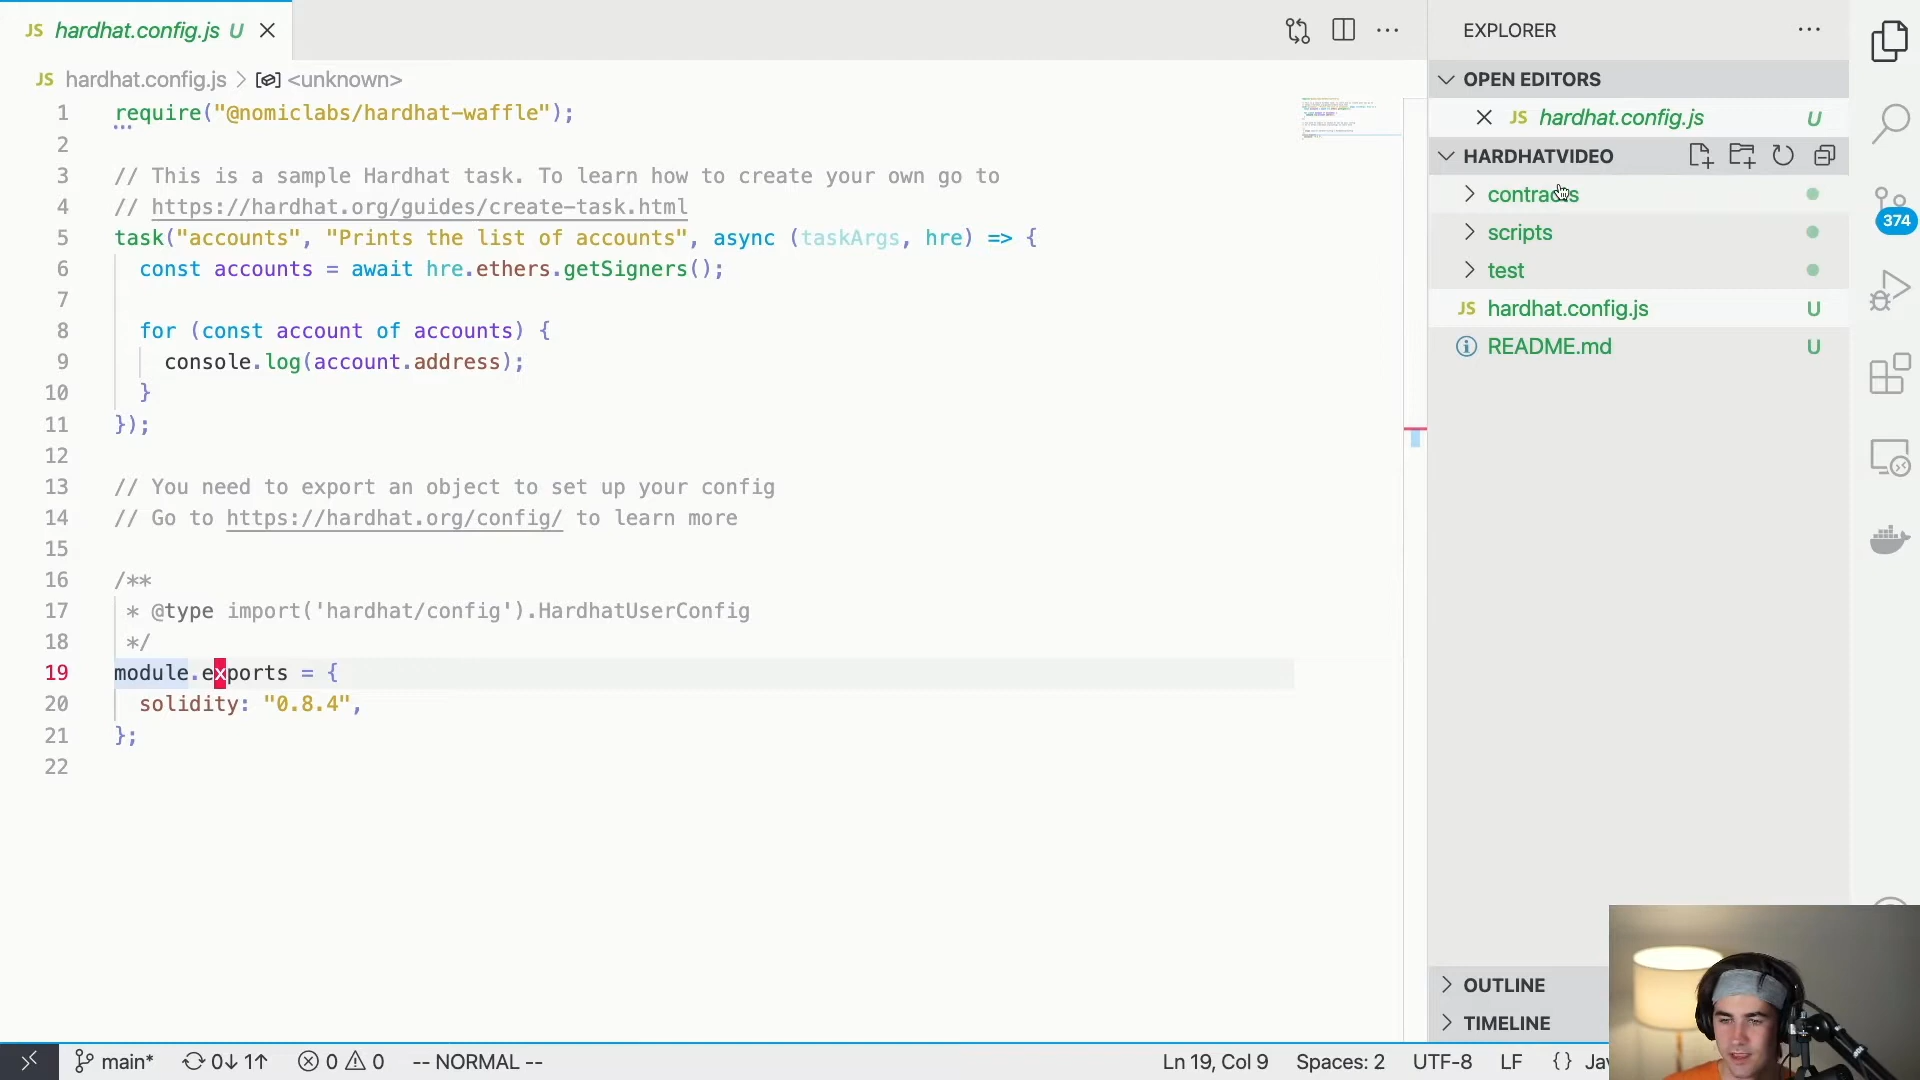 JS hardhat.config.js U
JS hardhat.config.js > <unknown>
1 require("@nomiclabs/hardhat-waffle");
2
3 // This is a sample Hardhat task. To learn how to create your own go to
4 // https://hardhat.org/guides/create-task.html
5 task("accounts", "Prints the list of accounts", async (taskArgs, hre) => {
6 const accounts = await hre.ethers.getSigners();
7
8 for (const account of accounts) {
9 console.log(account.address);
10 }
11 });
12
13 // You need to export an object to set up your config
14 // Go to https://hardhat.org/config/ to learn more
15
16 /**
17 * @type import('hardhat/config').HardhatUserConfig
18 */
19 module.exports = {
20 solidity: "0.8.4",
21 };
22
EXPLORER
OPEN EDITORS
JS hardhat.config.js U
HARDHATVIDEO
contracts
scripts
test
JS hardhat.config.js U
README.md U
374
OUTLINE
TIMELINE
main* 0↓ 1↑ 0 0 -- NORMAL -- Ln 19, Col 9 Spaces: 2 UTF-8 LF {}